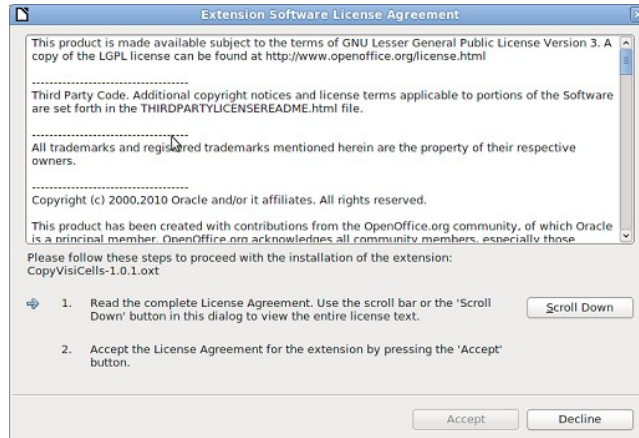 Extension Software License Agreement
This product is made available subject to the terms of GNU Lesser General Public License Version 3. A
copy of the LGPL license can be found at http://www.openoffice.org/license.html
------------------------------------
Third Party Code. Additional copyright notices and license terms applicable to portions of the Software
are set forth in the THIRDPARTYLICENSEREADME.html file.
------------------------------------
All trademarks and registered trademarks mentioned herein are the property of their respective
owners.
------------------------------------
Copyright (c) 2000,2010 Oracle and/or it affiliates. All rights reserved.
This product has been created with contributions from the OpenOffice.org community, of which Oracle
is a principal member. OpenOffice.org acknowledges all community members, especially those
Please follow these steps to proceed with the installation of the extension:
CopyVisiCells-1.0.1.oxt
1. Read the complete License Agreement. Use the scroll bar or the 'Scroll
Down' button in this dialog to view the entire license text.
Scroll Down
2. Accept the License Agreement for the extension by pressing the 'Accept'
button.
Accept Decline